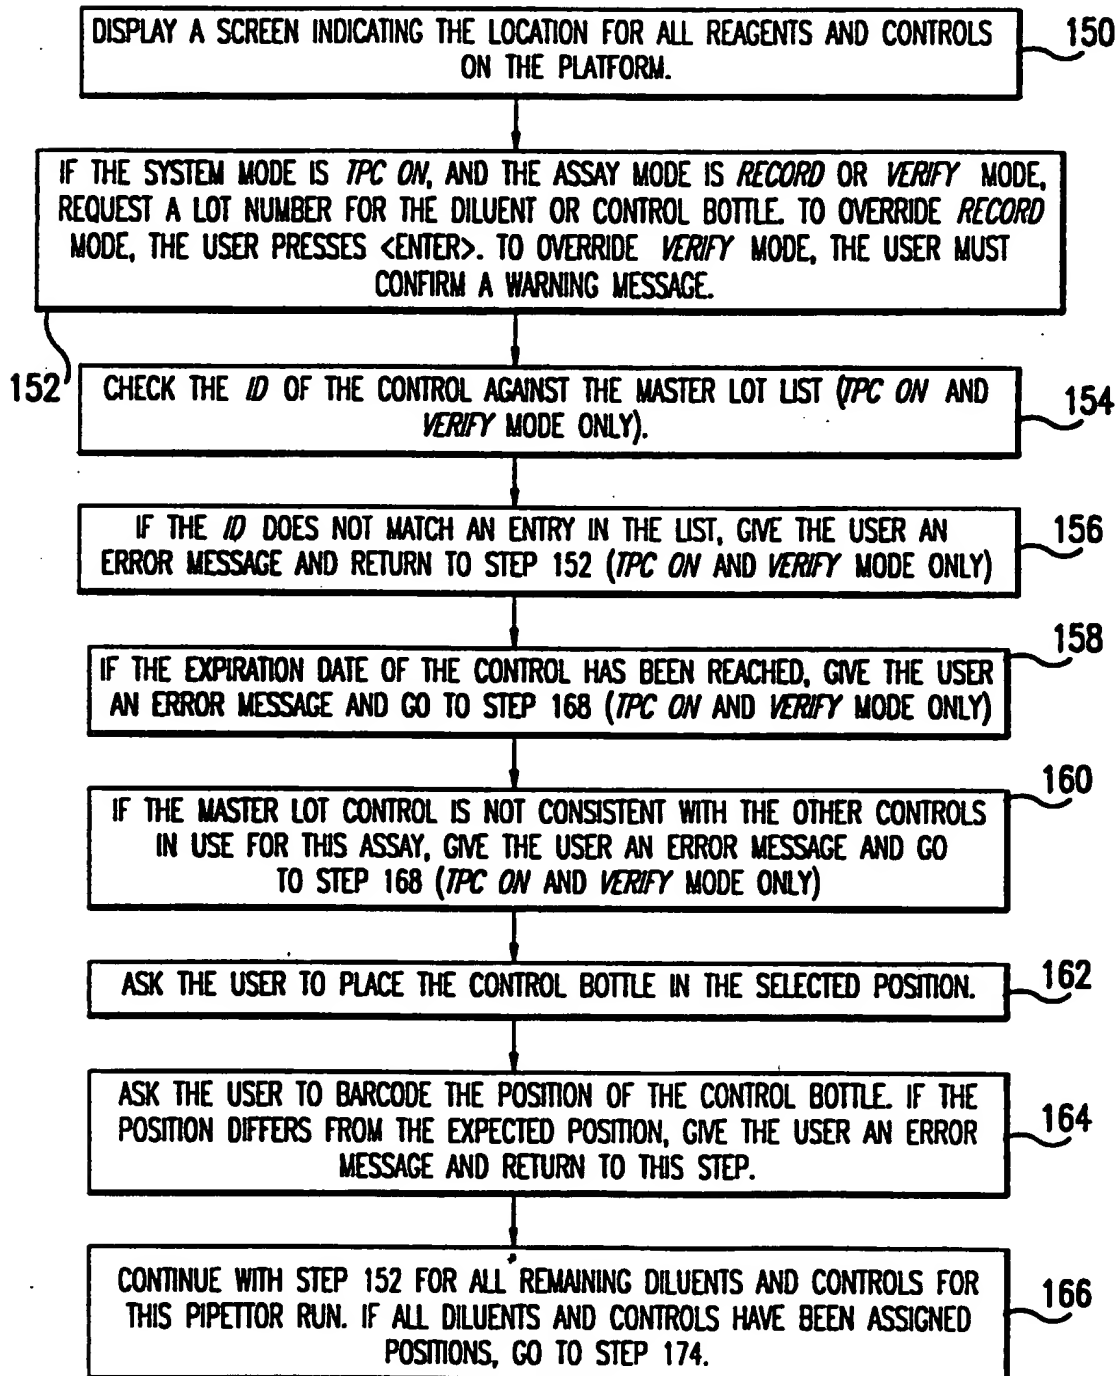 DISPLAY A SCREEN INDICATING THE LOCATION FOR ALL REAGENTS AND CONTROLS
ON THE PLATFORM.
150
IF THE SYSTEM MODE IS TPC ON, AND THE ASSAY MODE IS RECORD OR VERIFY MODE,
REQUEST A LOT NUMBER FOR THE DILUENT OR CONTROL BOTTLE. TO OVERRIDE RECORD
MODE, THE USER PRESSES <ENTER>. TO OVERRIDE VERIFY MODE, THE USER MUST
CONFIRM A WARNING MESSAGE.
152
CHECK THE ID OF THE CONTROL AGAINST THE MASTER LOT LIST (TPC ON AND
VERIFY MODE ONLY).
154
IF THE ID DOES NOT MATCH AN ENTRY IN THE LIST, GIVE THE USER AN
ERROR MESSAGE AND RETURN TO STEP 152 (TPC ON AND VERIFY MODE ONLY)
156
IF THE EXPIRATION DATE OF THE CONTROL HAS BEEN REACHED, GIVE THE USER
AN ERROR MESSAGE AND GO TO STEP 168 (TPC ON AND VERIFY MODE ONLY)
158
IF THE MASTER LOT CONTROL IS NOT CONSISTENT WITH THE OTHER CONTROLS
IN USE FOR THIS ASSAY, GIVE THE USER AN ERROR MESSAGE AND GO
TO STEP 168 (TPC ON AND VERIFY MODE ONLY)
160
ASK THE USER TO PLACE THE CONTROL BOTTLE IN THE SELECTED POSITION.
162
ASK THE USER TO BARCODE THE POSITION OF THE CONTROL BOTTLE. IF THE
POSITION DIFFERS FROM THE EXPECTED POSITION, GIVE THE USER AN ERROR
MESSAGE AND RETURN TO THIS STEP.
164
CONTINUE WITH STEP 152 FOR ALL REMAINING DILUENTS AND CONTROLS FOR
THIS PIPETTOR RUN. IF ALL DILUENTS AND CONTROLS HAVE BEEN ASSIGNED
POSITIONS, GO TO STEP 174.
166